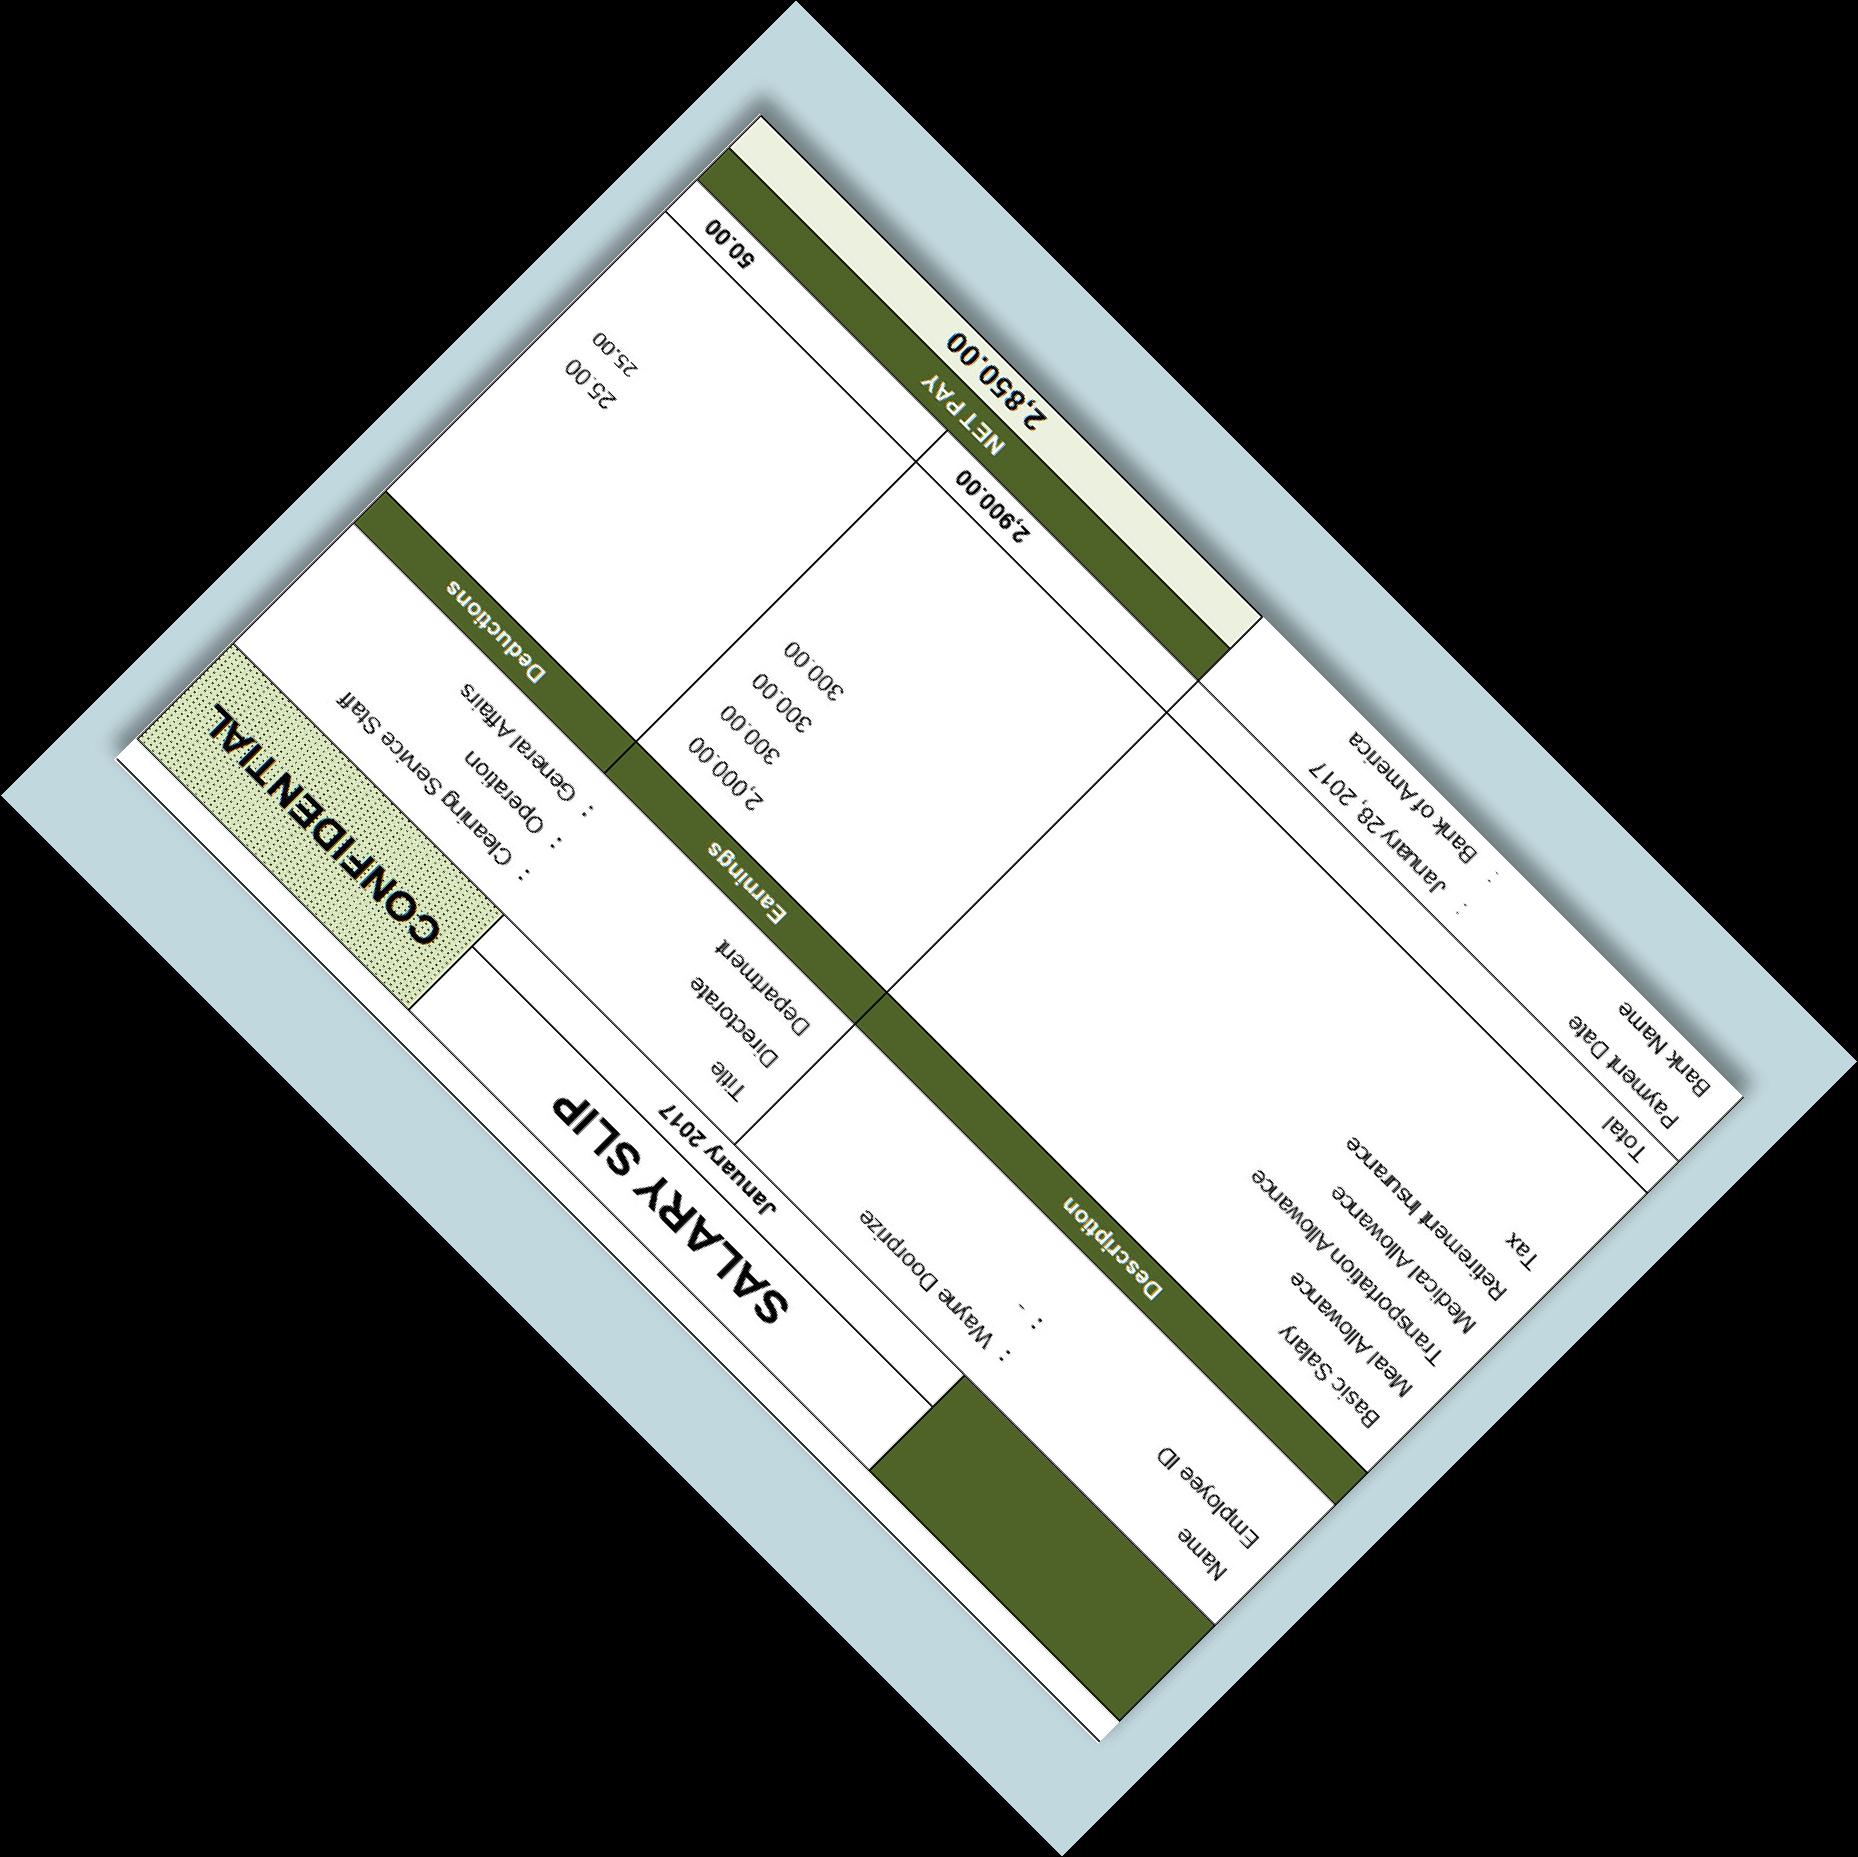 SALARY SLIP CONFIDENTIAL
January 2017
Name : Wayne Doorprize Title : Cleaning Service Staff
Employee ID : - Directorate : Operation
Department : General Affairs
Description Earnings Deductions
Basic Salary 2,000.00
Meal Allowance 300.00
Transportation Allowance 300.00
Medical Allowance 300.00
Retirement Insurance 25.00
Tax 25.00
Total 2,900.00 50.00
Payment Date : January 28, 2017 NET PAY
Bank Name : Bank of America 2,850.00